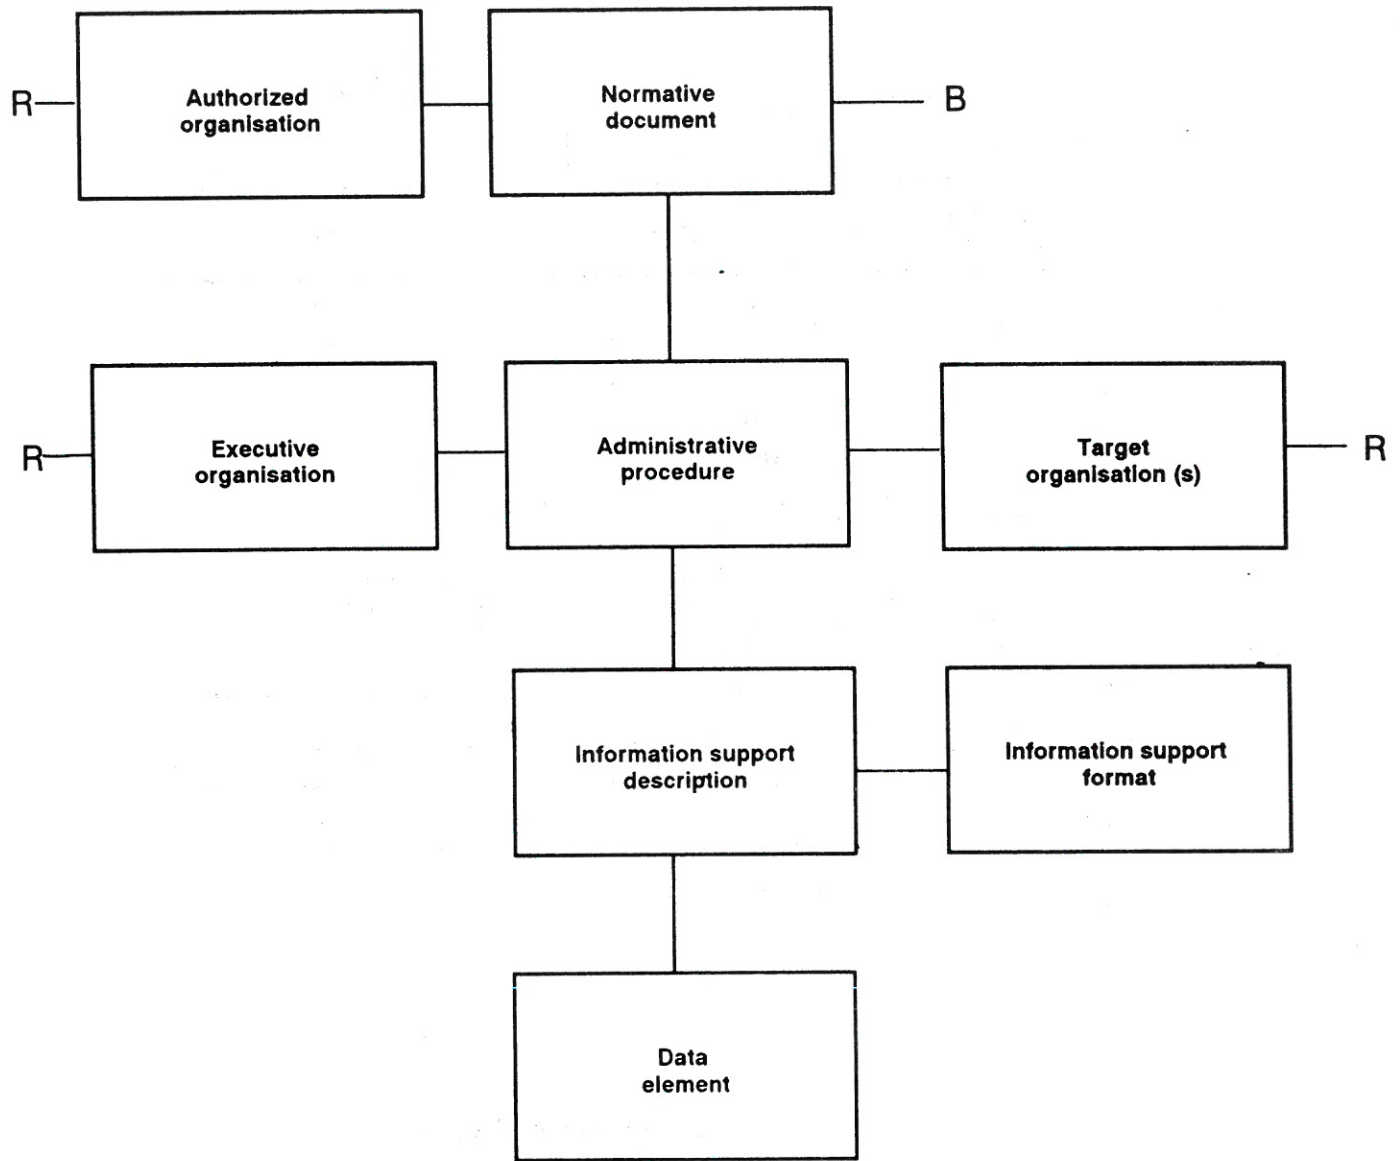 R
Authorized
organisation
Normative
document
B
R
Executive
organisation
Administrative
procedure
Target
organisation (s)
R
Information support
description
Information support
format
Data
element